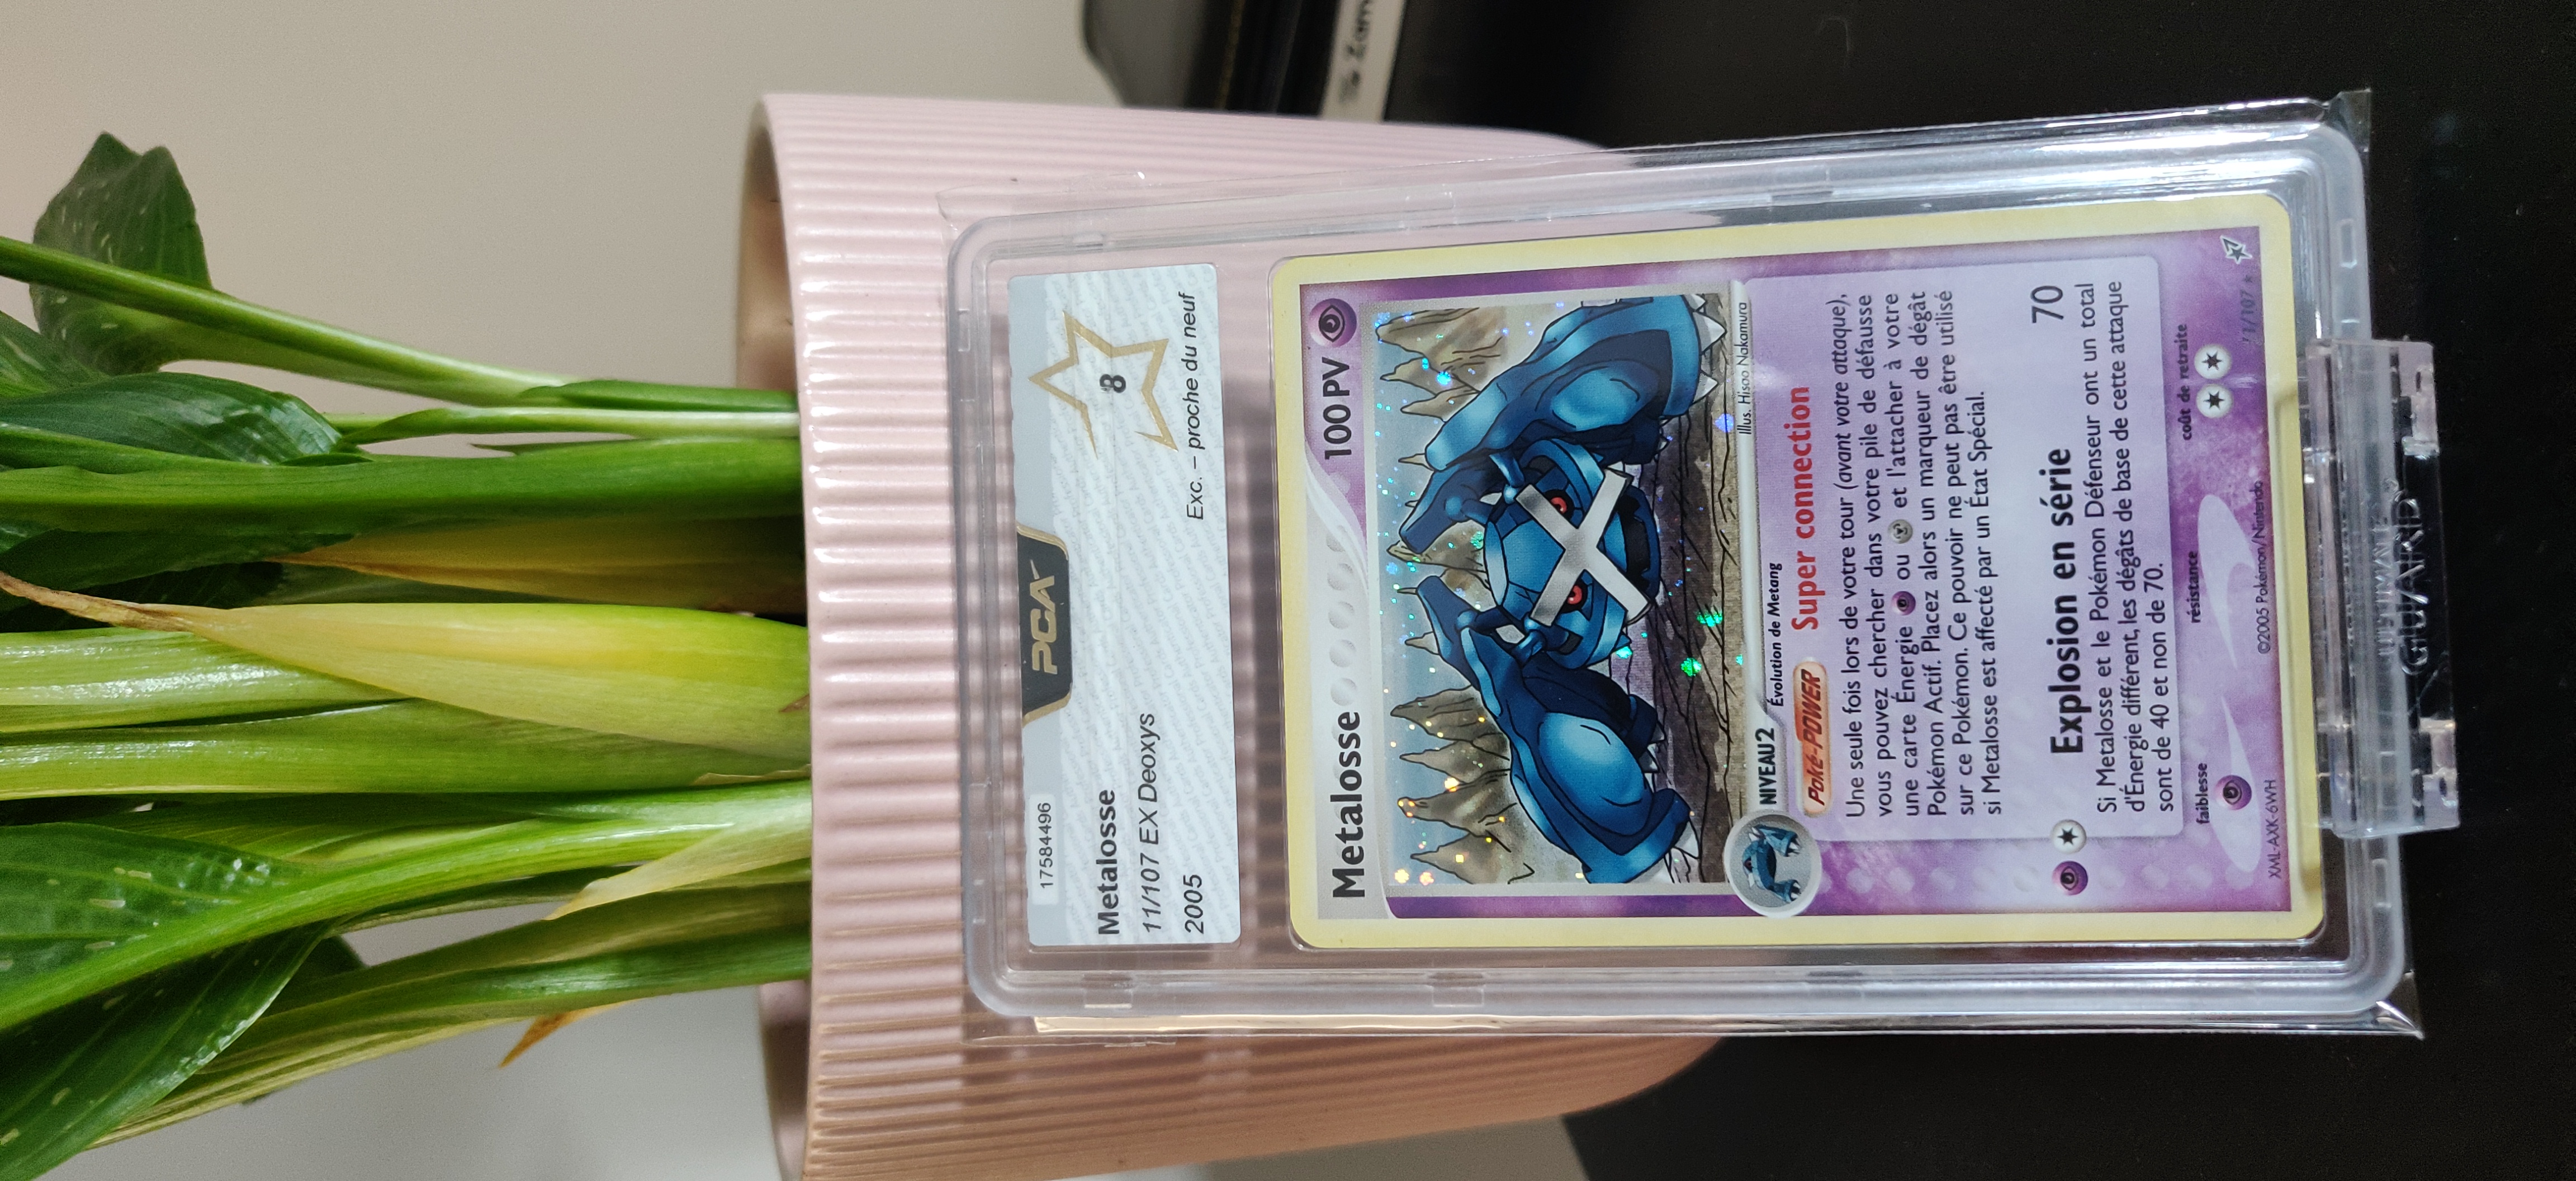 17584496
PCA
Metalosse
8
11/107 EX Deoxys
2005
Exc. – proche du neuf
Metalosse
100 PV
Illus. Hisao Nakamura
NIVEAU 2
Évolution de Metang
Poké-POWER
Super connection
Une seule fois lors de votre tour (avant votre attaque),
vous pouvez chercher dans votre pile de défausse
une carte Énergie ou et l'attacher à votre
Pokémon Actif. Placez alors un marqueur de dégât
sur ce Pokémon. Ce pouvoir ne peut pas être utilisé
si Metalosse est affecté par un État Spécial.
Explosion en série
70
Si Metalosse et le Pokémon Défenseur ont un total
d'Énergie différent, les dégâts de base de cette attaque
sont de 40 et non de 70.
faiblesse
résistance
coût de retraite
XML-AXK-6WH
©2005 Pokémon/Nintendo
11/107
ULTIMATE
GUARD